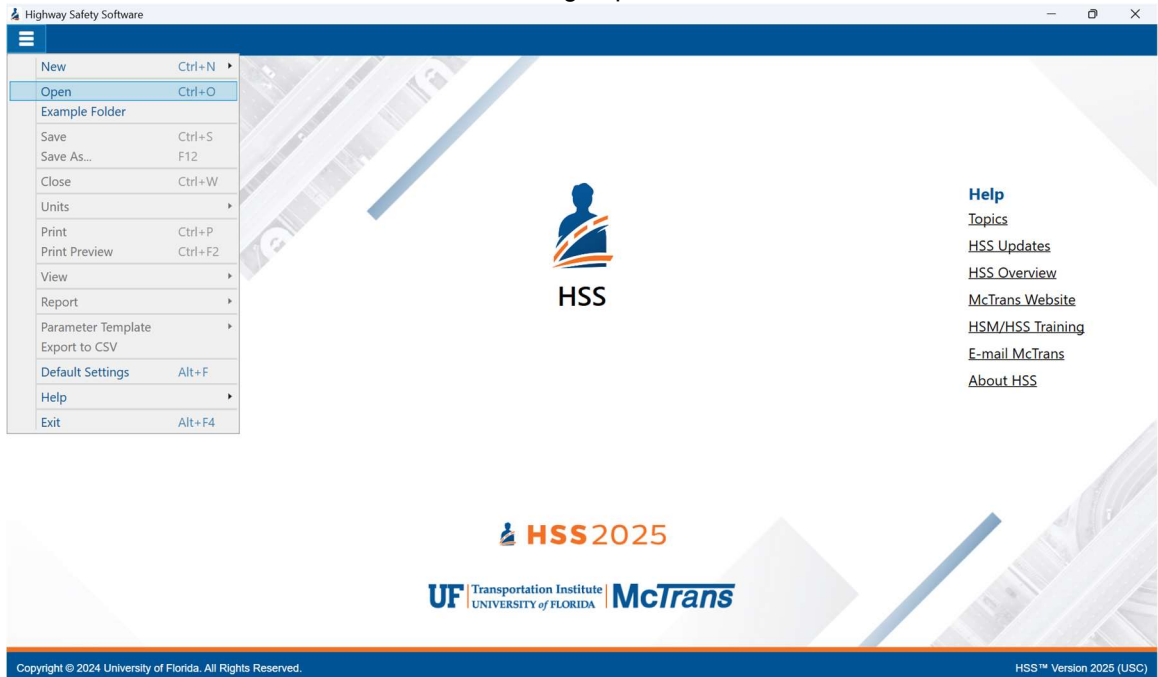 Highway Safety Software
New Ctrl+N
Open Ctrl+O
Example Folder
Save Ctrl+S
Save As... F12
Close Ctrl+W
Units
Print Ctrl+P
Print Preview Ctrl+F2
View
Report
Parameter Template
Export to CSV
Default Settings Alt+F
Help
Exit Alt+F4
HSS
Help
Topics
HSS Updates
HSS Overview
McTrans Website
HSM/HSS Training
E-mail McTrans
About HSS
HSS2025
UF Transportation Institute
UNIVERSITY of FLORIDA
McTrans
Copyright © 2024 University of Florida. All Rights Reserved.
HSS™ Version 2025 (USC)